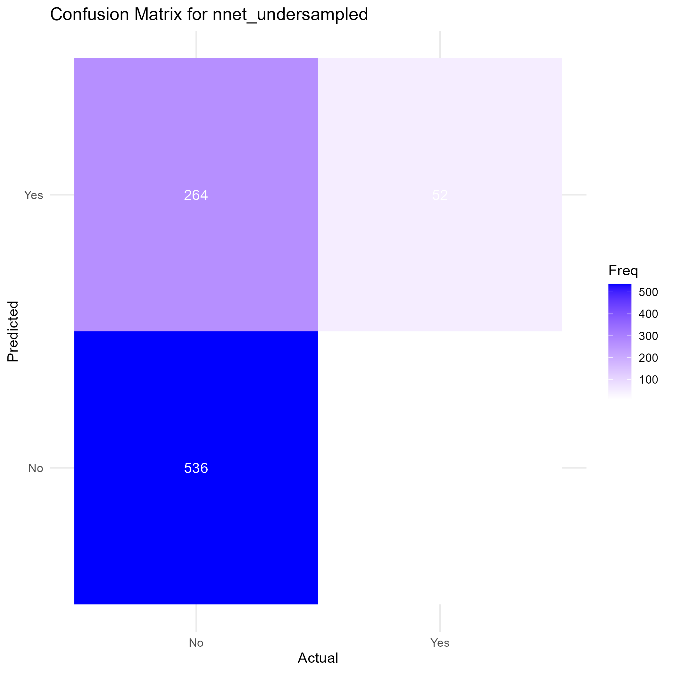 Confusion Matrix for nnet_undersampled
Predicted
Yes
No
264
52
536
No
Yes
Actual
Freq
500
400
300
200
100